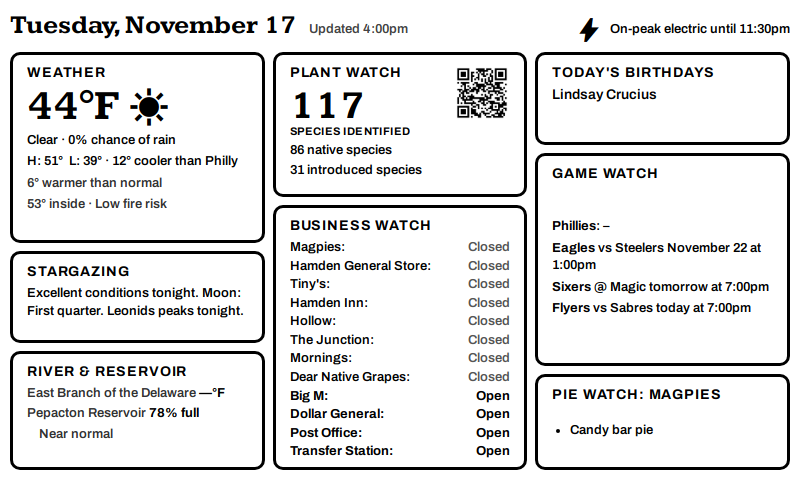 Tuesday, November 17 Updated 4:00pm
On-peak electric until 11:30pm
WEATHER
44°F
Clear · 0% chance of rain
H: 51° L: 39° · 12° cooler than Philly
6° warmer than normal
53° inside · Low fire risk
STARGAZING
Excellent conditions tonight. Moon:
First quarter. Leonids peaks tonight.
RIVER & RESERVOIR
East Branch of the Delaware —°F
Pepacton Reservoir 78% full
Near normal
PLANT WATCH
117
SPECIES IDENTIFIED
86 native species
31 introduced species
BUSINESS WATCH
Magpies: Closed
Hamden General Store: Closed
Tiny's: Closed
Hamden Inn: Closed
Hollow: Closed
The Junction: Closed
Mornings: Closed
Dear Native Grapes: Closed
Big M: Open
Dollar General: Open
Post Office: Open
Transfer Station: Open
TODAY'S BIRTHDAYS
Lindsay Crucius
GAME WATCH
Phillies: –
Eagles vs Steelers November 22 at
1:00pm
Sixers @ Magic tomorrow at 7:00pm
Flyers vs Sabres today at 7:00pm
PIE WATCH: MAGPIES
• Candy bar pie